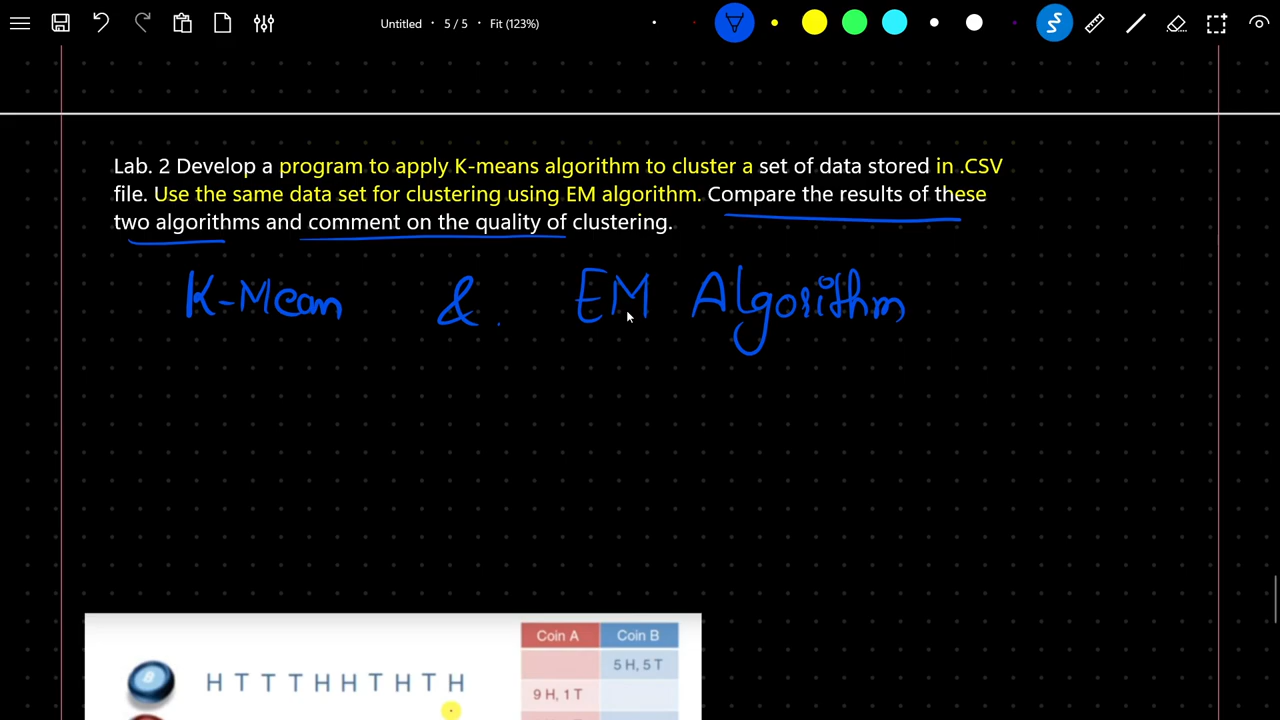 Untitled • 5 / 5 • Fit (123%)
Lab. 2 Develop a program to apply K-means algorithm to cluster a set of data stored in .CSV
file. Use the same data set for clustering using EM algorithm. Compare the results of these
two algorithms and comment on the quality of clustering.
K-Mean & . EM Algorithm
Coin A Coin B
5 H, 5 T
H T T T H H T H T H
9 H, 1 T